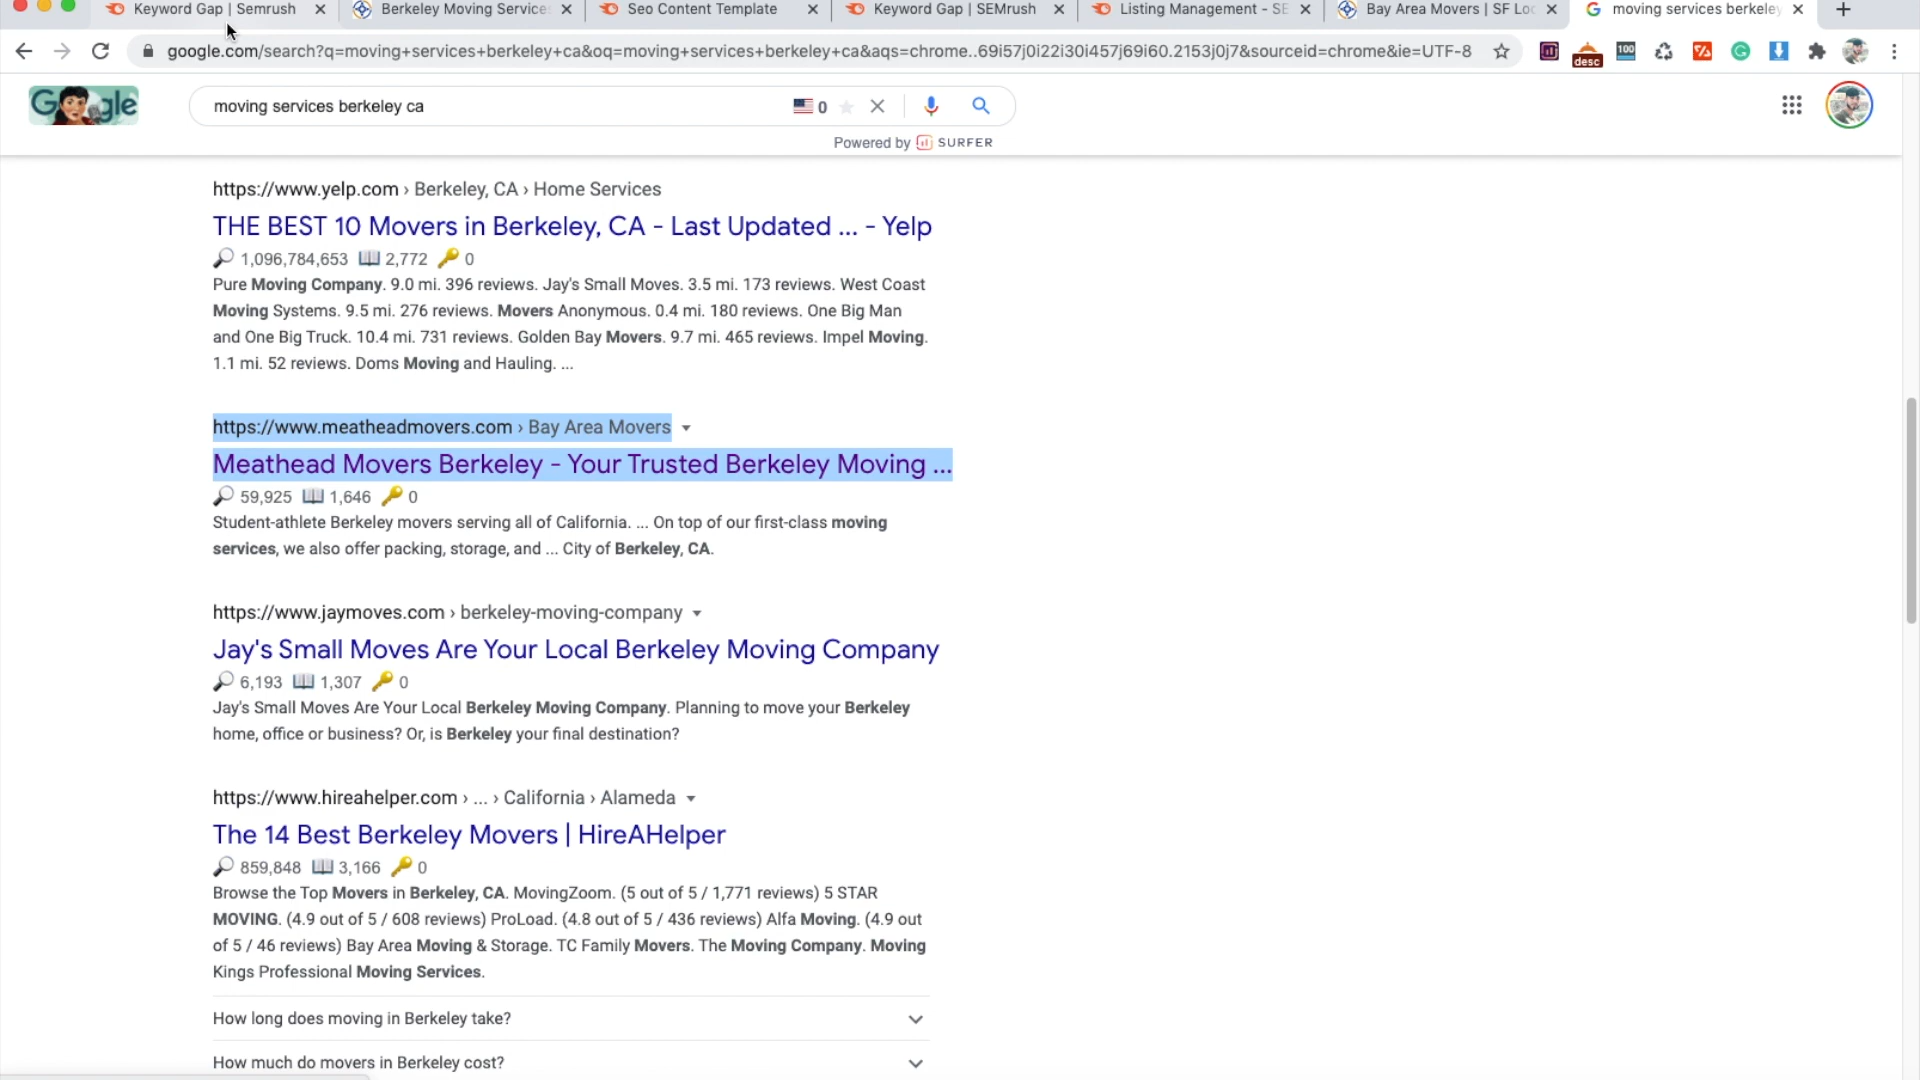 Keyword Gap | Semrush
Berkeley Moving Services
Seo Content Template
Keyword Gap | SEMrush
Listing Management - SE
Bay Area Movers | SF Loc
moving services berkeley
google.com/search?q=moving+services+berkeley+ca&oq=moving+services+berkeley+ca&aqs=chrome..69i57j0i22i30i457j69i60.2153j0j7&sourceid=chrome&ie=UTF-8
desc
100
Google
moving services berkeley ca
0
Powered by SURFER
https://www.yelp.com › Berkeley, CA › Home Services
THE BEST 10 Movers in Berkeley, CA - Last Updated ... - Yelp
1,096,784,653 2,772 0
Pure Moving Company. 9.0 mi. 396 reviews. Jay's Small Moves. 3.5 mi. 173 reviews. West Coast
Moving Systems. 9.5 mi. 276 reviews. Movers Anonymous. 0.4 mi. 180 reviews. One Big Man
and One Big Truck. 10.4 mi. 731 reviews. Golden Bay Movers. 9.7 mi. 465 reviews. Impel Moving.
1.1 mi. 52 reviews. Doms Moving and Hauling. ...
https://www.meatheadmovers.com › Bay Area Movers
Meathead Movers Berkeley - Your Trusted Berkeley Moving ...
59,925 1,646 0
Student-athlete Berkeley movers serving all of California. ... On top of our first-class moving
services, we also offer packing, storage, and ... City of Berkeley, CA.
https://www.jaymoves.com › berkeley-moving-company
Jay's Small Moves Are Your Local Berkeley Moving Company
6,193 1,307 0
Jay's Small Moves Are Your Local Berkeley Moving Company. Planning to move your Berkeley
home, office or business? Or, is Berkeley your final destination?
https://www.hireahelper.com › ... › California › Alameda
The 14 Best Berkeley Movers | HireAHelper
859,848 3,166 0
Browse the Top Movers in Berkeley, CA. MovingZoom. (5 out of 5 / 1,771 reviews) 5 STAR
MOVING. (4.9 out of 5 / 608 reviews) ProLoad. (4.8 out of 5 / 436 reviews) Alfa Moving. (4.9 out
of 5 / 46 reviews) Bay Area Moving & Storage. TC Family Movers. The Moving Company. Moving
Kings Professional Moving Services.
How long does moving in Berkeley take?
How much do movers in Berkeley cost?